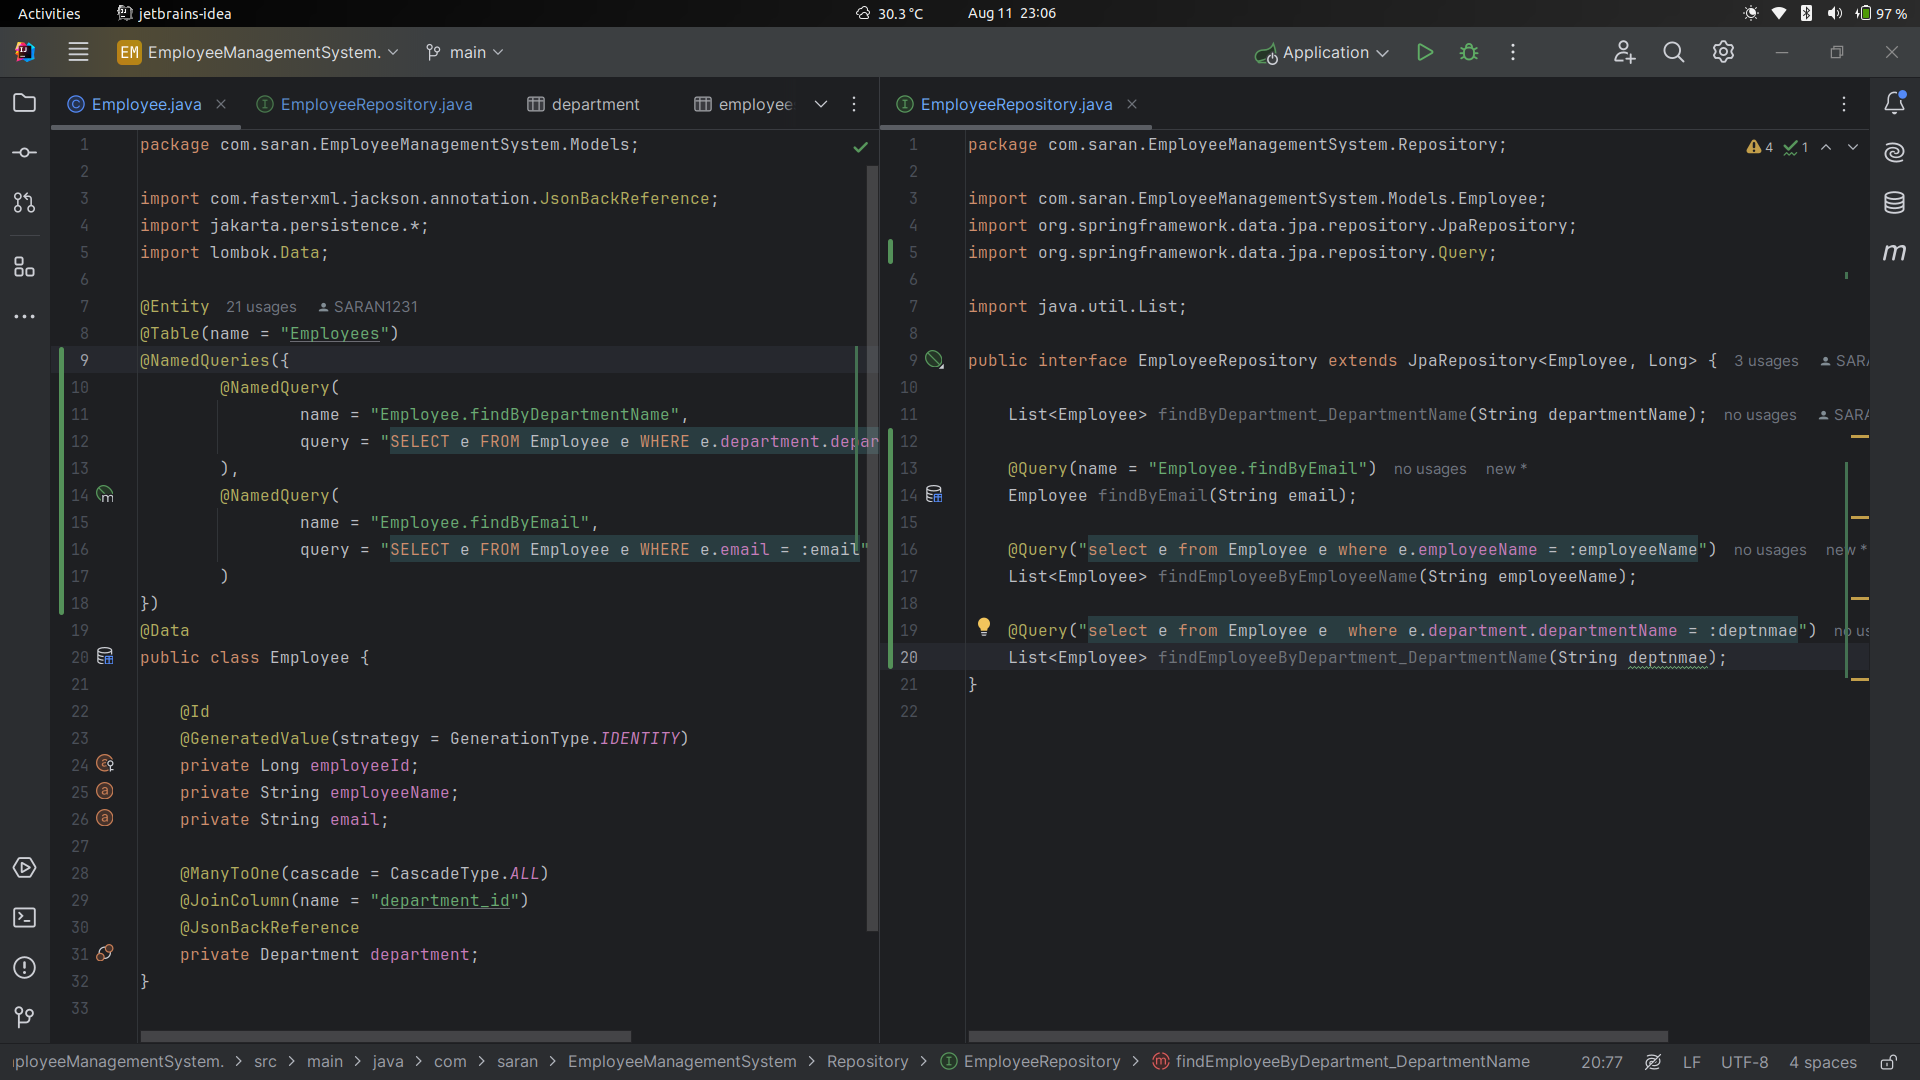 Activities jetbrains-idea 30.3 °C Aug 11 23:06 97 %
EM EmployeeManagementSystem. main Application
Employee.java EmployeeRepository.java department employee
1 package com.saran.EmployeeManagementSystem.Models;
2
3 import com.fasterxml.jackson.annotation.JsonBackReference;
4 import jakarta.persistence.*;
5 import lombok.Data;
6
7 @Entity 21 usages SARAN1231
8 @Table(name = "Employees")
9 @NamedQueries({
10 @NamedQuery(
11 name = "Employee.findByDepartmentName",
12 query = "SELECT e FROM Employee e WHERE e.department.depar
13 ),
14 @NamedQuery(
15 name = "Employee.findByEmail",
16 query = "SELECT e FROM Employee e WHERE e.email = :email"
17 )
18 })
19 @Data
20 public class Employee {
21
22 @Id
23 @GeneratedValue(strategy = GenerationType.IDENTITY)
24 private Long employeeId;
25 private String employeeName;
26 private String email;
27
28 @ManyToOne(cascade = CascadeType.ALL)
29 @JoinColumn(name = "department_id")
30 @JsonBackReference
31 private Department department;
32 }
33
EmployeeRepository.java
4 1
1 package com.saran.EmployeeManagementSystem.Repository;
2
3 import com.saran.EmployeeManagementSystem.Models.Employee;
4 import org.springframework.data.jpa.repository.JpaRepository;
5 import org.springframework.data.jpa.repository.Query;
6
7 import java.util.List;
8
9 public interface EmployeeRepository extends JpaRepository<Employee, Long> { 3 usages SARA
10
11 List<Employee> findByDepartment_DepartmentName(String departmentName); no usages SARA
12
13 @Query(name = "Employee.findByEmail") no usages new *
14 Employee findByEmail(String email);
15
16 @Query("select e from Employee e where e.employeeName = :employeeName") no usages new *
17 List<Employee> findEmployeeByEmployeeName(String employeeName);
18
19 @Query("select e from Employee e  where e.department.departmentName = :deptnmae") no us
20 List<Employee> findEmployeeByDepartment_DepartmentName(String deptnmae);
21 }
22
ployeeManagementSystem. > src > main > java > com > saran > EmployeeManagementSystem > Repository > EmployeeRepository > findEmployeeByDepartment_DepartmentName 20:77 LF UTF-8 4 spaces